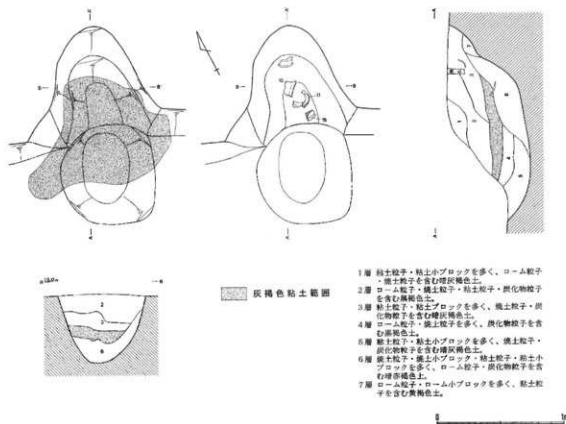 灰褐色粘土範囲
1層 粘土粒子・粘土小ブロックを多く、ローム粒子
・焼土粒子を含む暗灰褐色土。
2層 ローム粒子・焼土粒子・粘土粒子・炭化物粒子
を含む黒褐色土。
3層 粘土粒子・粘土ブロックを多く、焼土粒子・炭
化物粒子を含む暗灰褐色土。
4層 ローム粒子・焼土粒子を多く、炭化物粒子を含
む黒褐色土。
5層 粘土粒子・粘土小ブロックを多く、焼土粒子・
炭化物粒子を含む暗灰褐色土。
6層 焼土粒子・焼土小ブロック・粘土粒子・粘土小
ブロックを多く、ローム粒子・炭化物粒子を含
む暗赤褐色土。
7層 ローム粒子・ローム小ブロックを多く、粘土粒
子を含む黄褐色土。
0